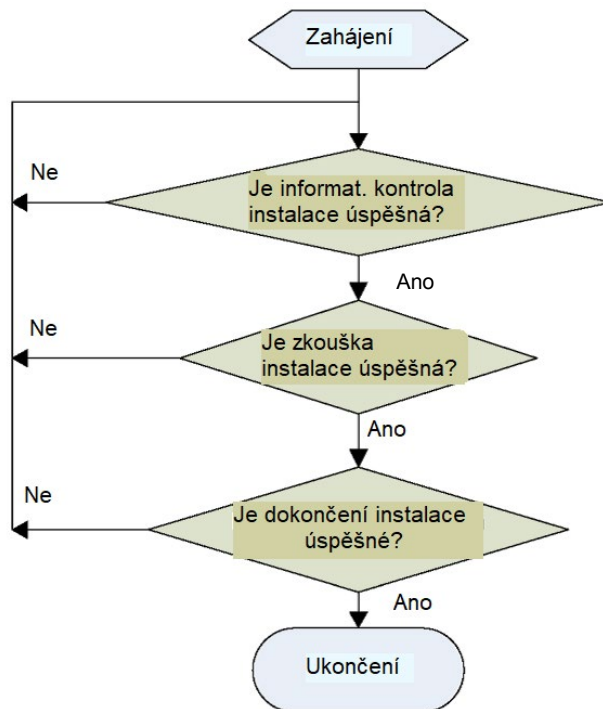 Zahájení
Ne
Je informat. kontrola
instalace úspěšná?
Ano
Ne
Je zkouška
instalace úspěšná?
Ano
Ne
Je dokončení instalace
úspěšné?
Ano
Ukončení